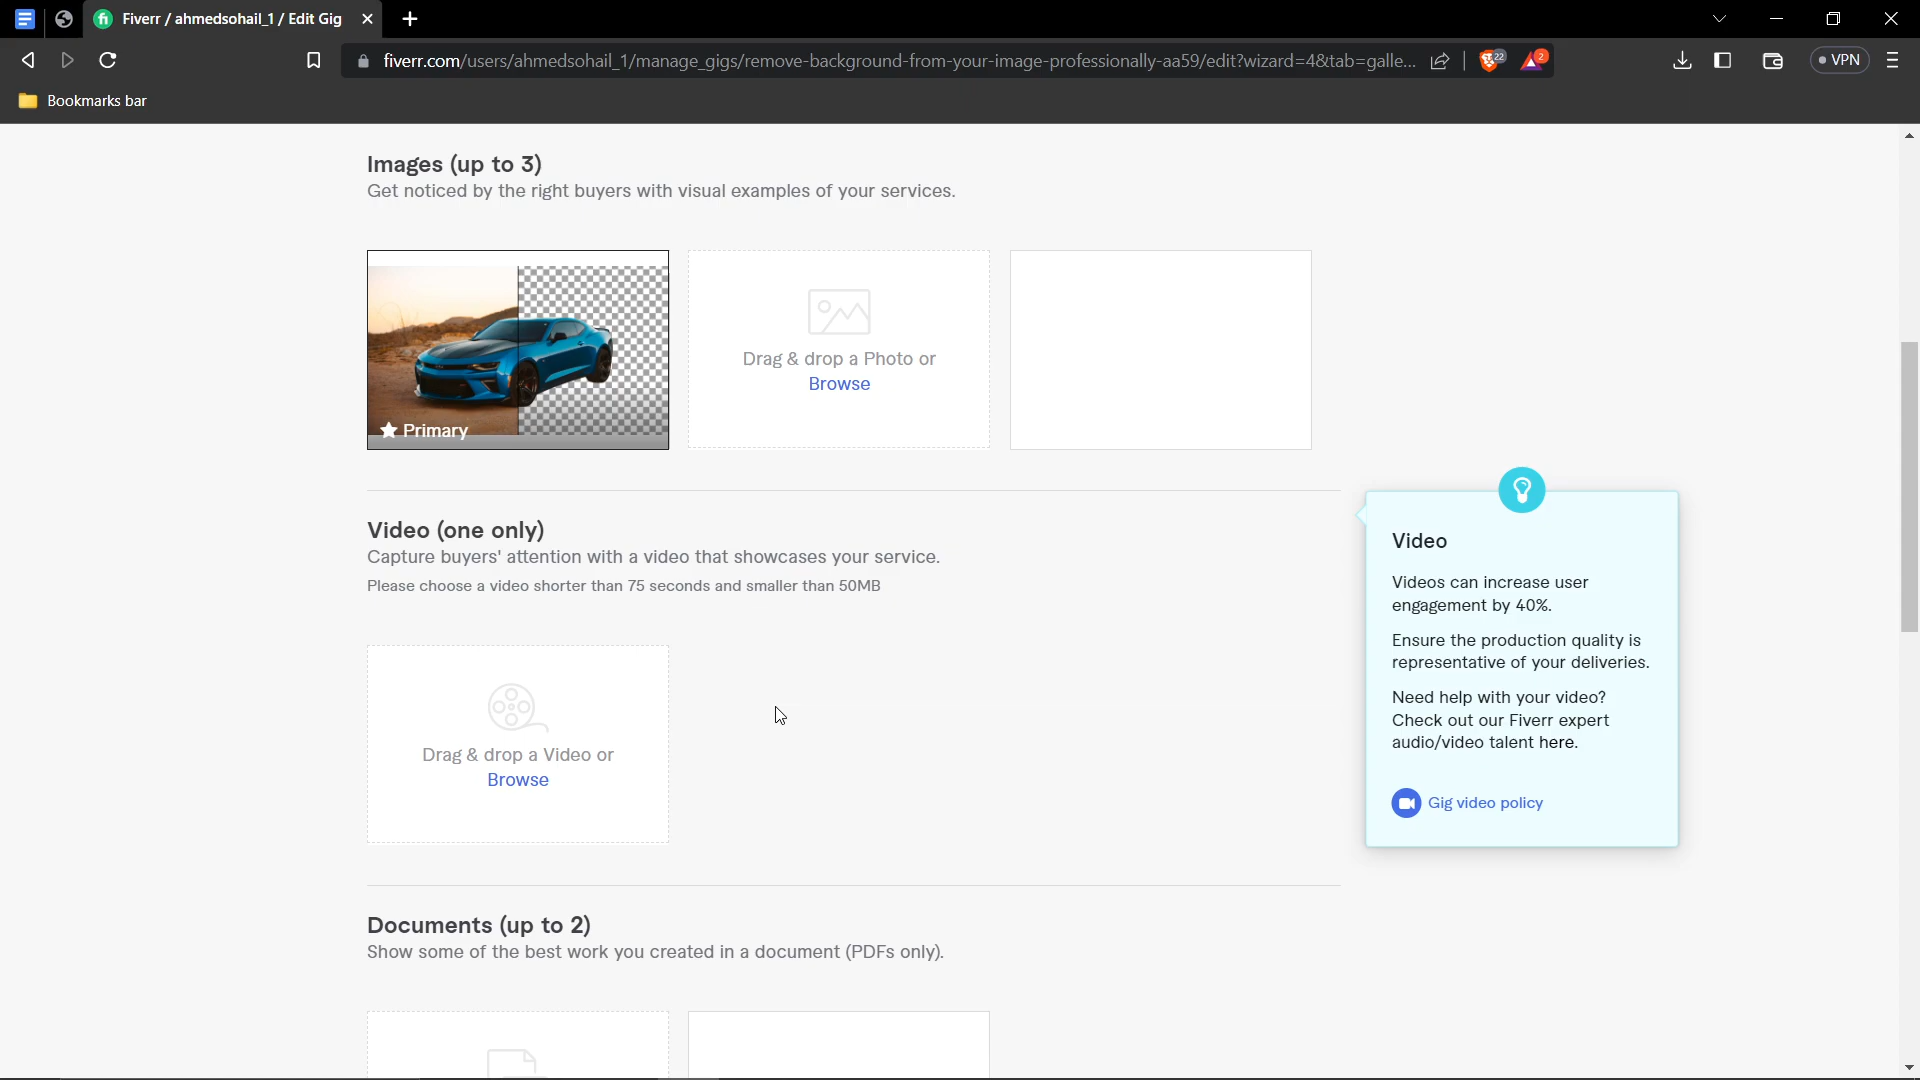 Fiverr / ahmedsohail_1 / Edit Gig
fiverr.com/users/ahmedsohail_1/manage_gigs/remove-background-from-your-image-professionally-aa59/edit?wizard=4&tab=galle...
22
2
VPN
Bookmarks bar
Images (up to 3)
Get noticed by the right buyers with visual examples of your services.
Primary
Drag & drop a Photo or
Browse
Video (one only)
Capture buyers' attention with a video that showcases your service.
Please choose a video shorter than 75 seconds and smaller than 50MB
Drag & drop a Video or
Browse
Video
Videos can increase user
engagement by 40%.
Ensure the production quality is
representative of your deliveries.
Need help with your video?
Check out our Fiverr expert
audio/video talent here.
Gig video policy
Documents (up to 2)
Show some of the best work you created in a document (PDFs only).